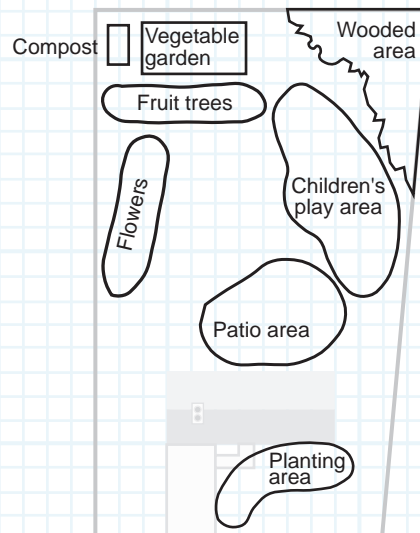 Compost
Vegetable
garden
Wooded
area
Fruit trees
Flowers
Children's
play area
Patio area
Planting
area